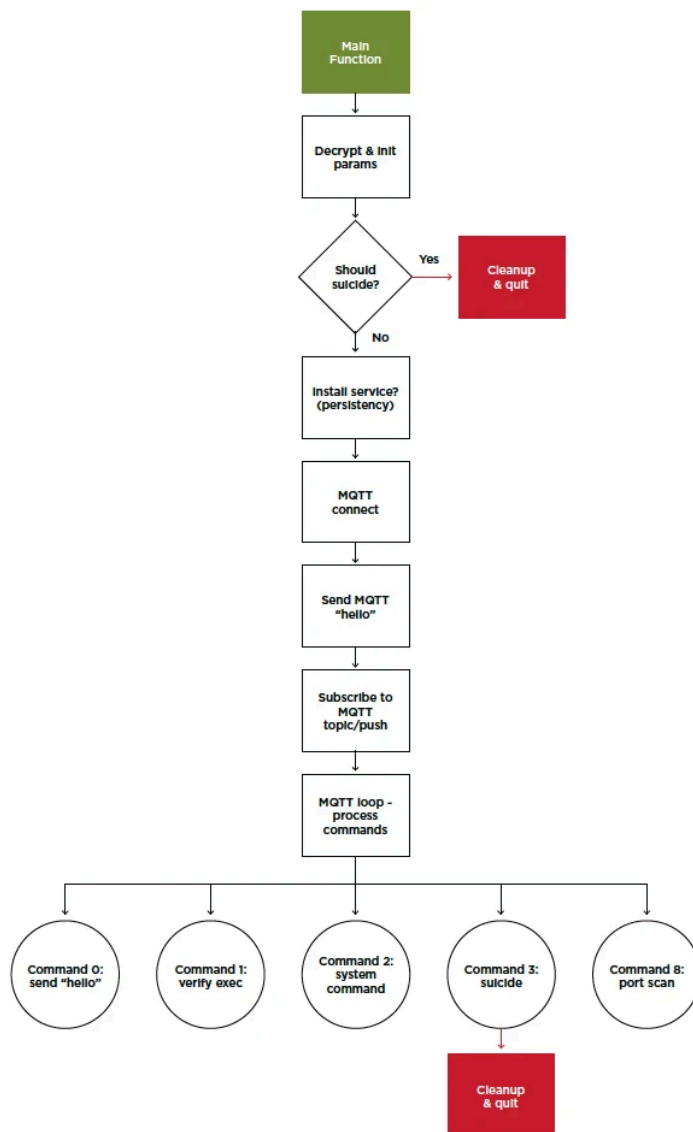 Main
Function
Decrypt & Init
params
Should
suicide?
Yes
Cleanup
& quit
No
Install service?
(persistency)
MQTT
connect
Send MQTT
“hello”
Subscribe to
MQTT
topic/push
MQTT loop -
process
commands
Command 0:
send “hello”
Command 1:
verify exec
Command 2:
system
command
Command 3:
suicide
Command 8:
port scan
Cleanup
& quit